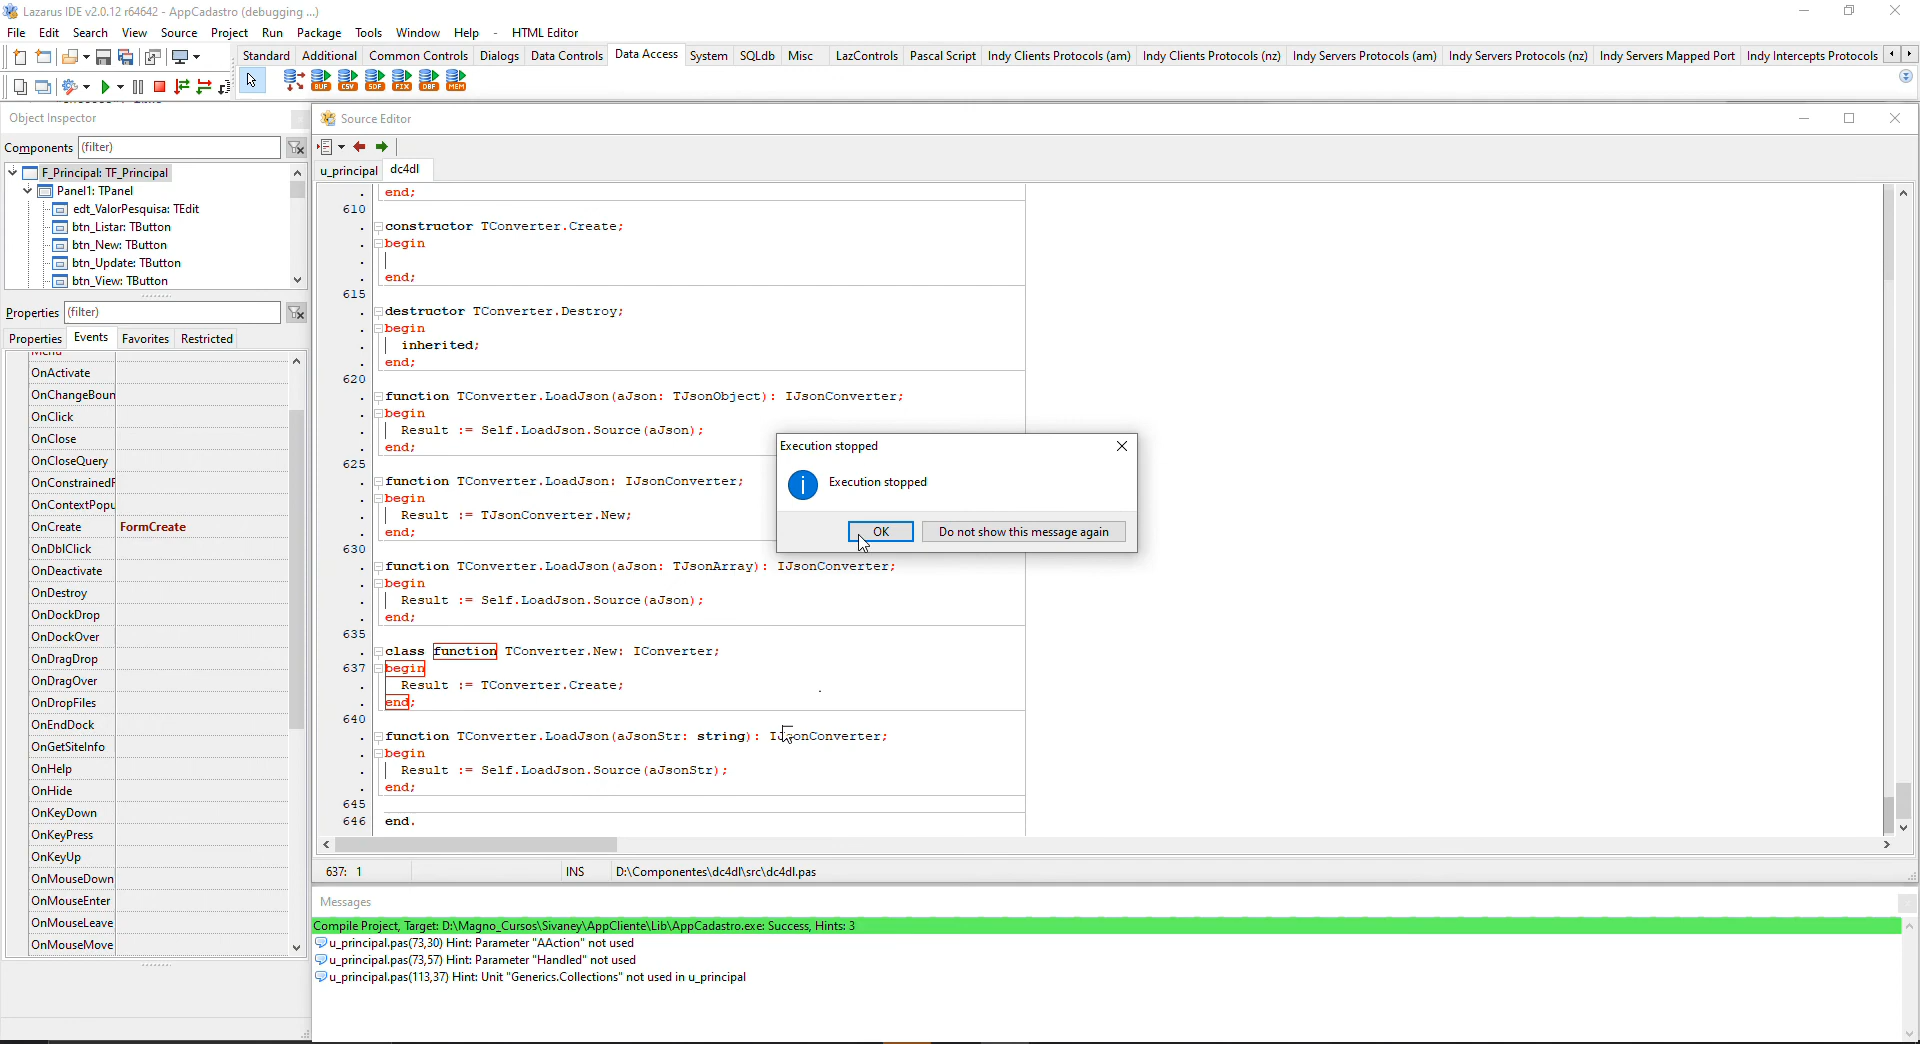 Lazarus IDE v2.0.12 r64642 - AppCadastro (debugging ...)
File Edit Search View Source Project Run Package Tools Window Help - HTML Editor
Standard Additional Common Controls Dialogs Data Controls Data Access System SQLdb Misc LazControls Pascal Script Indy Clients Protocols (am) Indy Clients Protocols (nz) Indy Servers Protocols (am) Indy Servers Protocols (nz) Indy Servers Mapped Port Indy Intercepts Protocols
BUF CSV SDF FIX DBF MEM
Object Inspector
Components (filter)
F_Principal: TF_Principal
Panel1: TPanel
edt_ValorPesquisa: TEdit
btn_Listar: TButton
btn_New: TButton
btn_Update: TButton
btn_View: TButton
Properties (filter)
Properties Events Favorites Restricted
Menu
OnActivate
OnChangeBoun
OnClick
OnClose
OnCloseQuery
OnConstrainedF
OnContextPopu
OnCreate FormCreate
OnDblClick
OnDeactivate
OnDestroy
OnDockDrop
OnDockOver
OnDragDrop
OnDragOver
OnDropFiles
OnEndDock
OnGetSiteInfo
OnHelp
OnHide
OnKeyDown
OnKeyPress
OnKeyUp
OnMouseDown
OnMouseEnter
OnMouseLeave
OnMouseMove
Source Editor
u_principal dc4dl
. end;
610
. constructor TConverter.Create;
. begin
.
. end;
615
. destructor TConverter.Destroy;
. begin
. inherited;
. end;
620
. function TConverter.LoadJson(aJson: TJsonObject): IJsonConverter;
. begin
. Result := Self.LoadJson.Source(aJson);
. end;
625
. function TConverter.LoadJson: IJsonConverter;
. begin
. Result := TJsonConverter.New;
. end;
630
. function TConverter.LoadJson(aJson: TJsonArray): IJsonConverter;
. begin
. Result := Self.LoadJson.Source(aJson);
. end;
635
. class function TConverter.New: IConverter;
637 begin
. Result := TConverter.Create;
. end;
640
. function TConverter.LoadJson(aJsonStr: string): IJsonConverter;
. begin
. Result := Self.LoadJson.Source(aJsonStr);
. end;
645
646 end.
637: 1 INS D:\Componentes\dc4dl\src\dc4dl.pas
Execution stopped
Execution stopped
OK Do not show this message again
Messages
Compile Project, Target: D:\Magno_Cursos\Sivaney\AppCliente\Lib\AppCadastro.exe: Success, Hints: 3
u_principal.pas(73,30) Hint: Parameter "AAction" not used
u_principal.pas(73,57) Hint: Parameter "Handled" not used
u_principal.pas(113,37) Hint: Unit "Generics.Collections" not used in u_principal